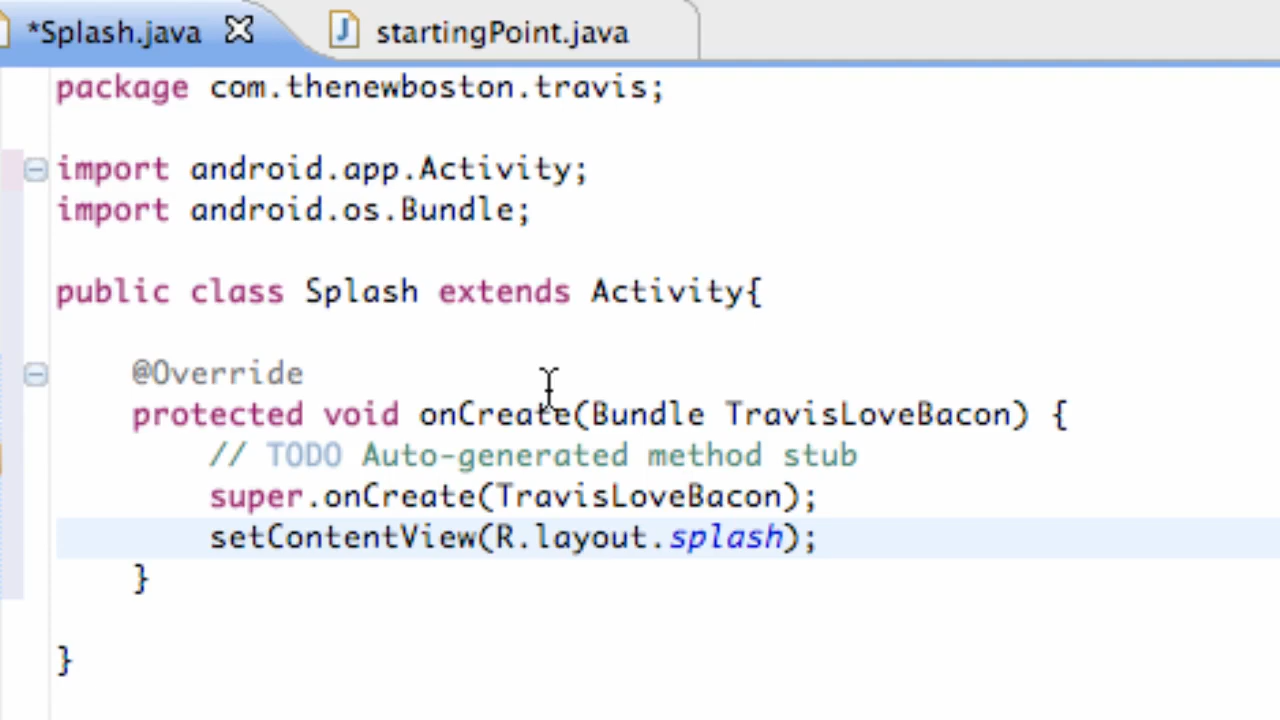 *Splash.java
startingPoint.java
package com.thenewboston.travis;
import android.app.Activity;
import android.os.Bundle;
public class Splash extends Activity{
@Override
protected void onCreate(Bundle TravisLoveBacon) {
// TODO Auto-generated method stub
super.onCreate(TravisLoveBacon);
setContentView(R.layout.splash);
}
}